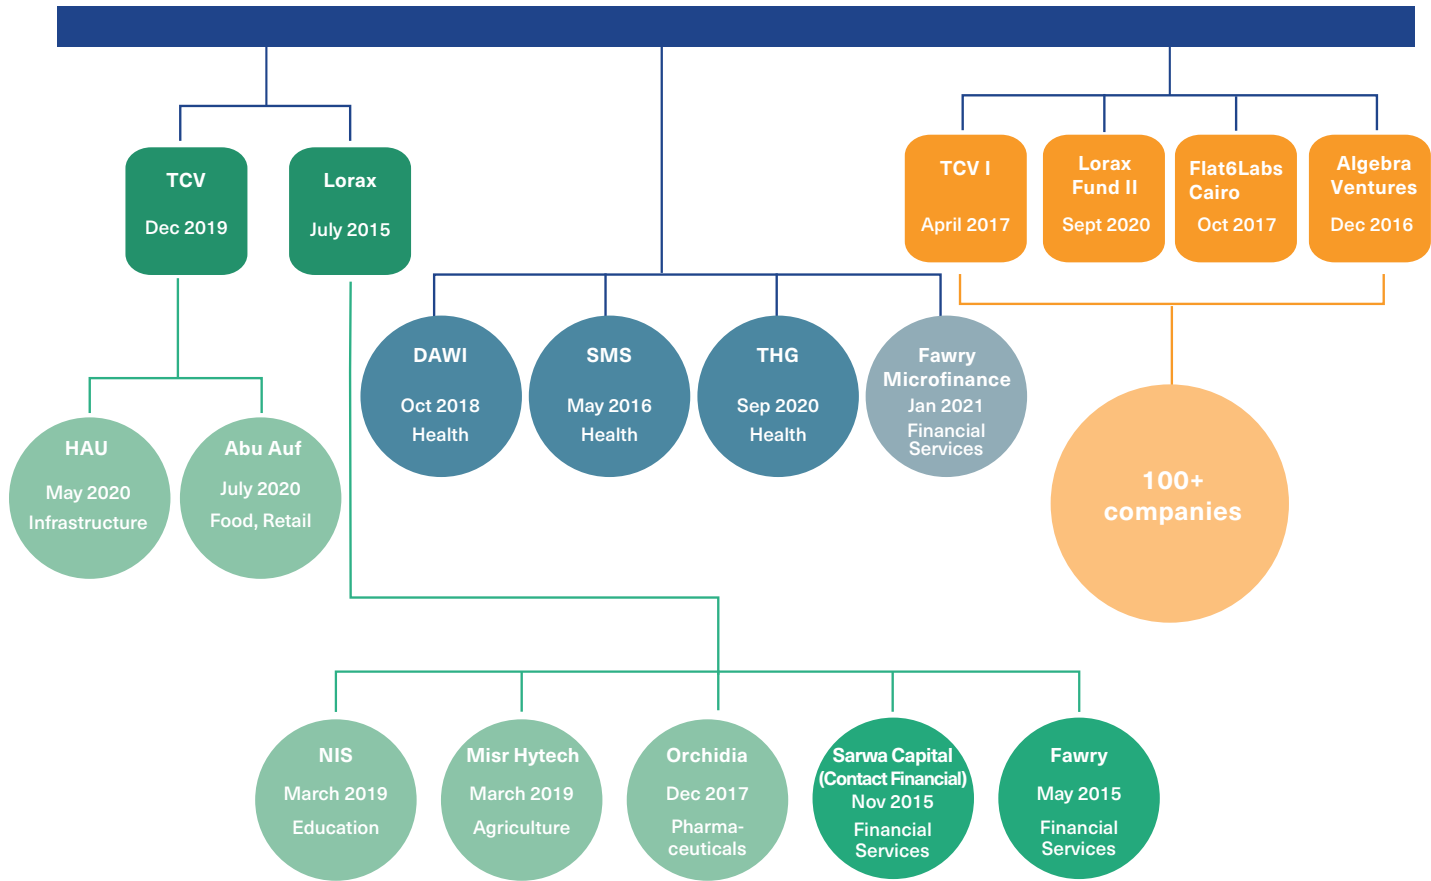 TCV
Dec 2019
Lorax
July 2015
TCV I
April 2017
Lorax
Fund II
Sept 2020
Flat6Labs
Cairo
Oct 2017
Algebra
Ventures
Dec 2016
DAWI
Oct 2018
Health
SMS
May 2016
Health
THG
Sep 2020
Health
Fawry
Microfinance
Jan 2021
Financial
Services
HAU
May 2020
Infrastructure
Abu Auf
July 2020
Food, Retail
100+
companies
NIS
March 2019
Education
Misr Hytech
March 2019
Agriculture
Orchidia
Dec 2017
Pharma-
ceuticals
Sarwa Capital
(Contact Financial)
Nov 2015
Financial
Services
Fawry
May 2015
Financial
Services